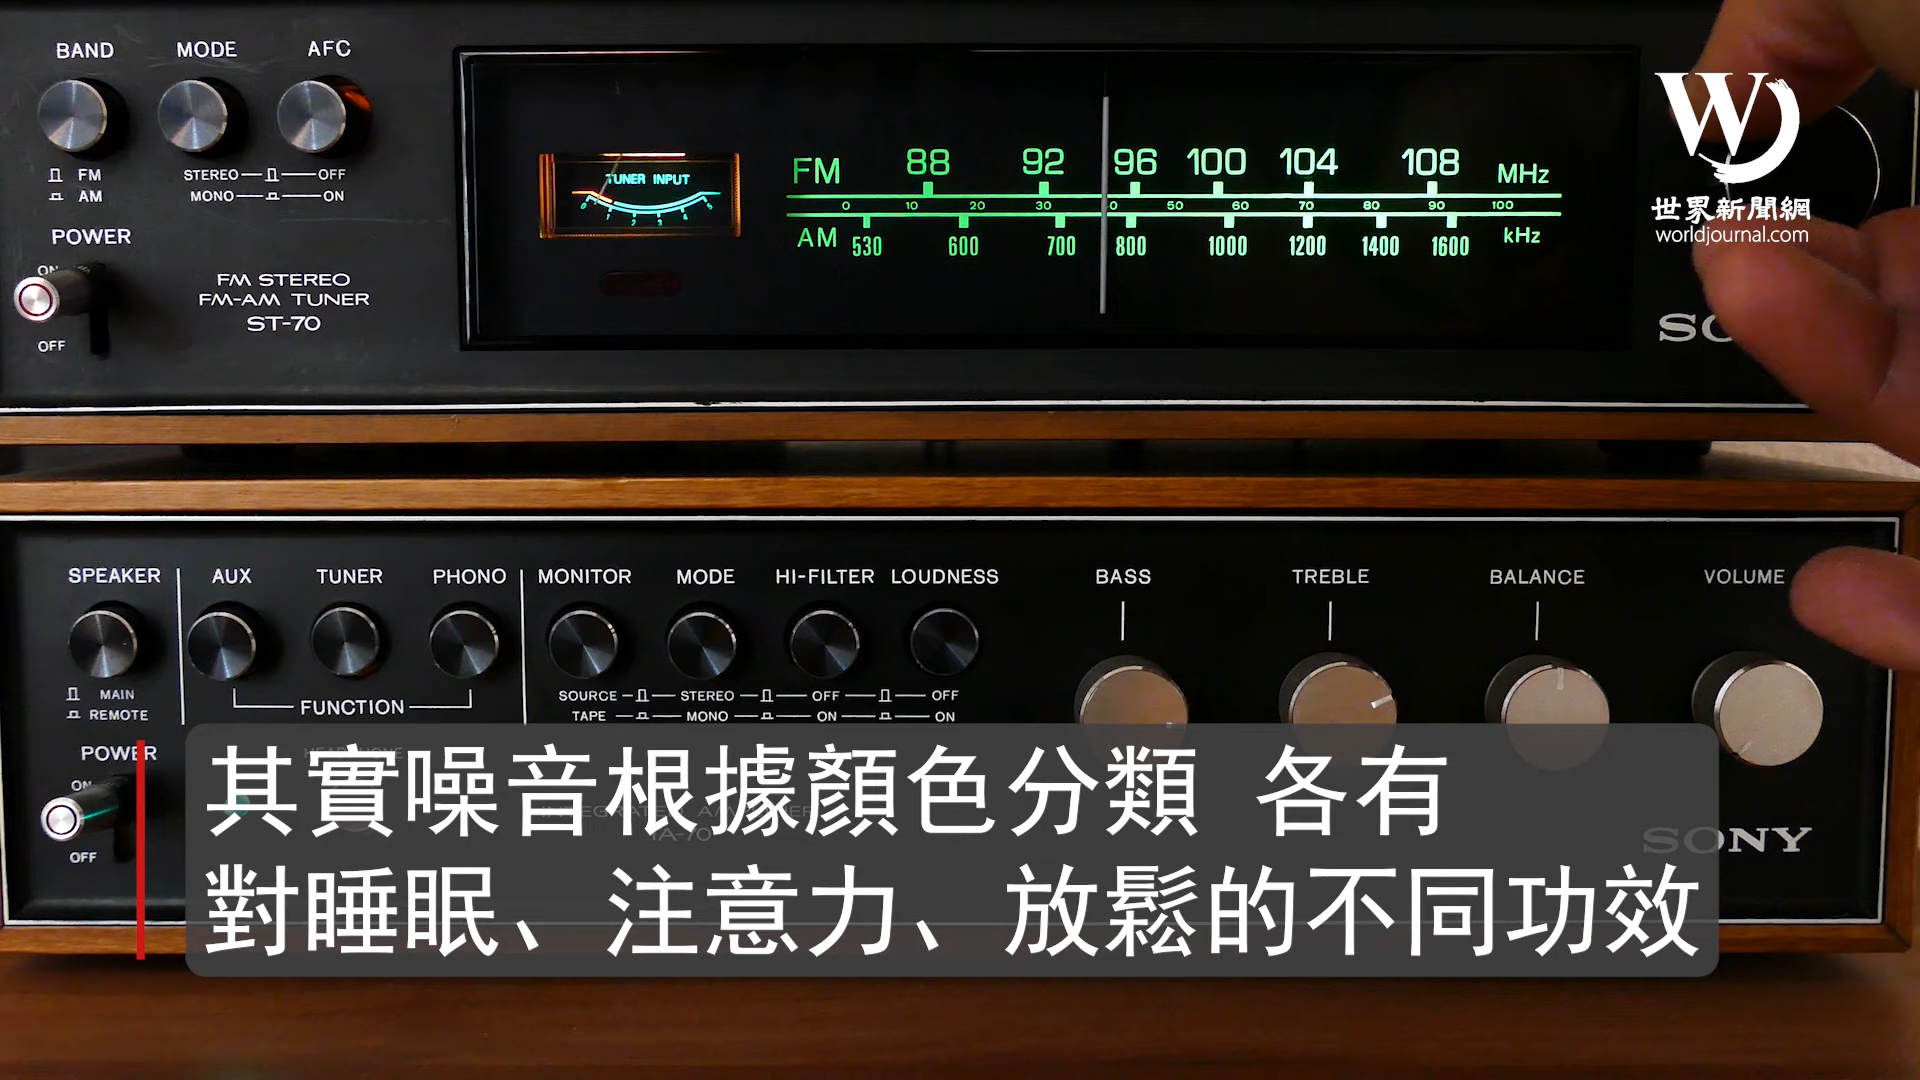 BAND MODE AFC
FM STEREO OFF
AM MONO ON
POWER
ON
OFF
FM STEREO
FM-AM TUNER
ST-70
TUNER INPUT
FM 88 92 96 100 104 108 MHz
0 10 20 30 0 50 60 70 80 90 100
AM 530 600 700 800 1000 1200 1400 1600 kHz
世界新聞網
worldjournal.com
SPEAKER AUX TUNER PHONO MONITOR MODE HI-FILTER LOUDNESS BASS TREBLE BALANCE VOLUME
MAIN
REMOTE
FUNCTION
SOURCE STEREO OFF OFF
TAPE MONO ON ON
POWER
ON
OFF
SONY
其實噪音根據顏色分類 各有
對睡眠、注意力、放鬆的不同功效